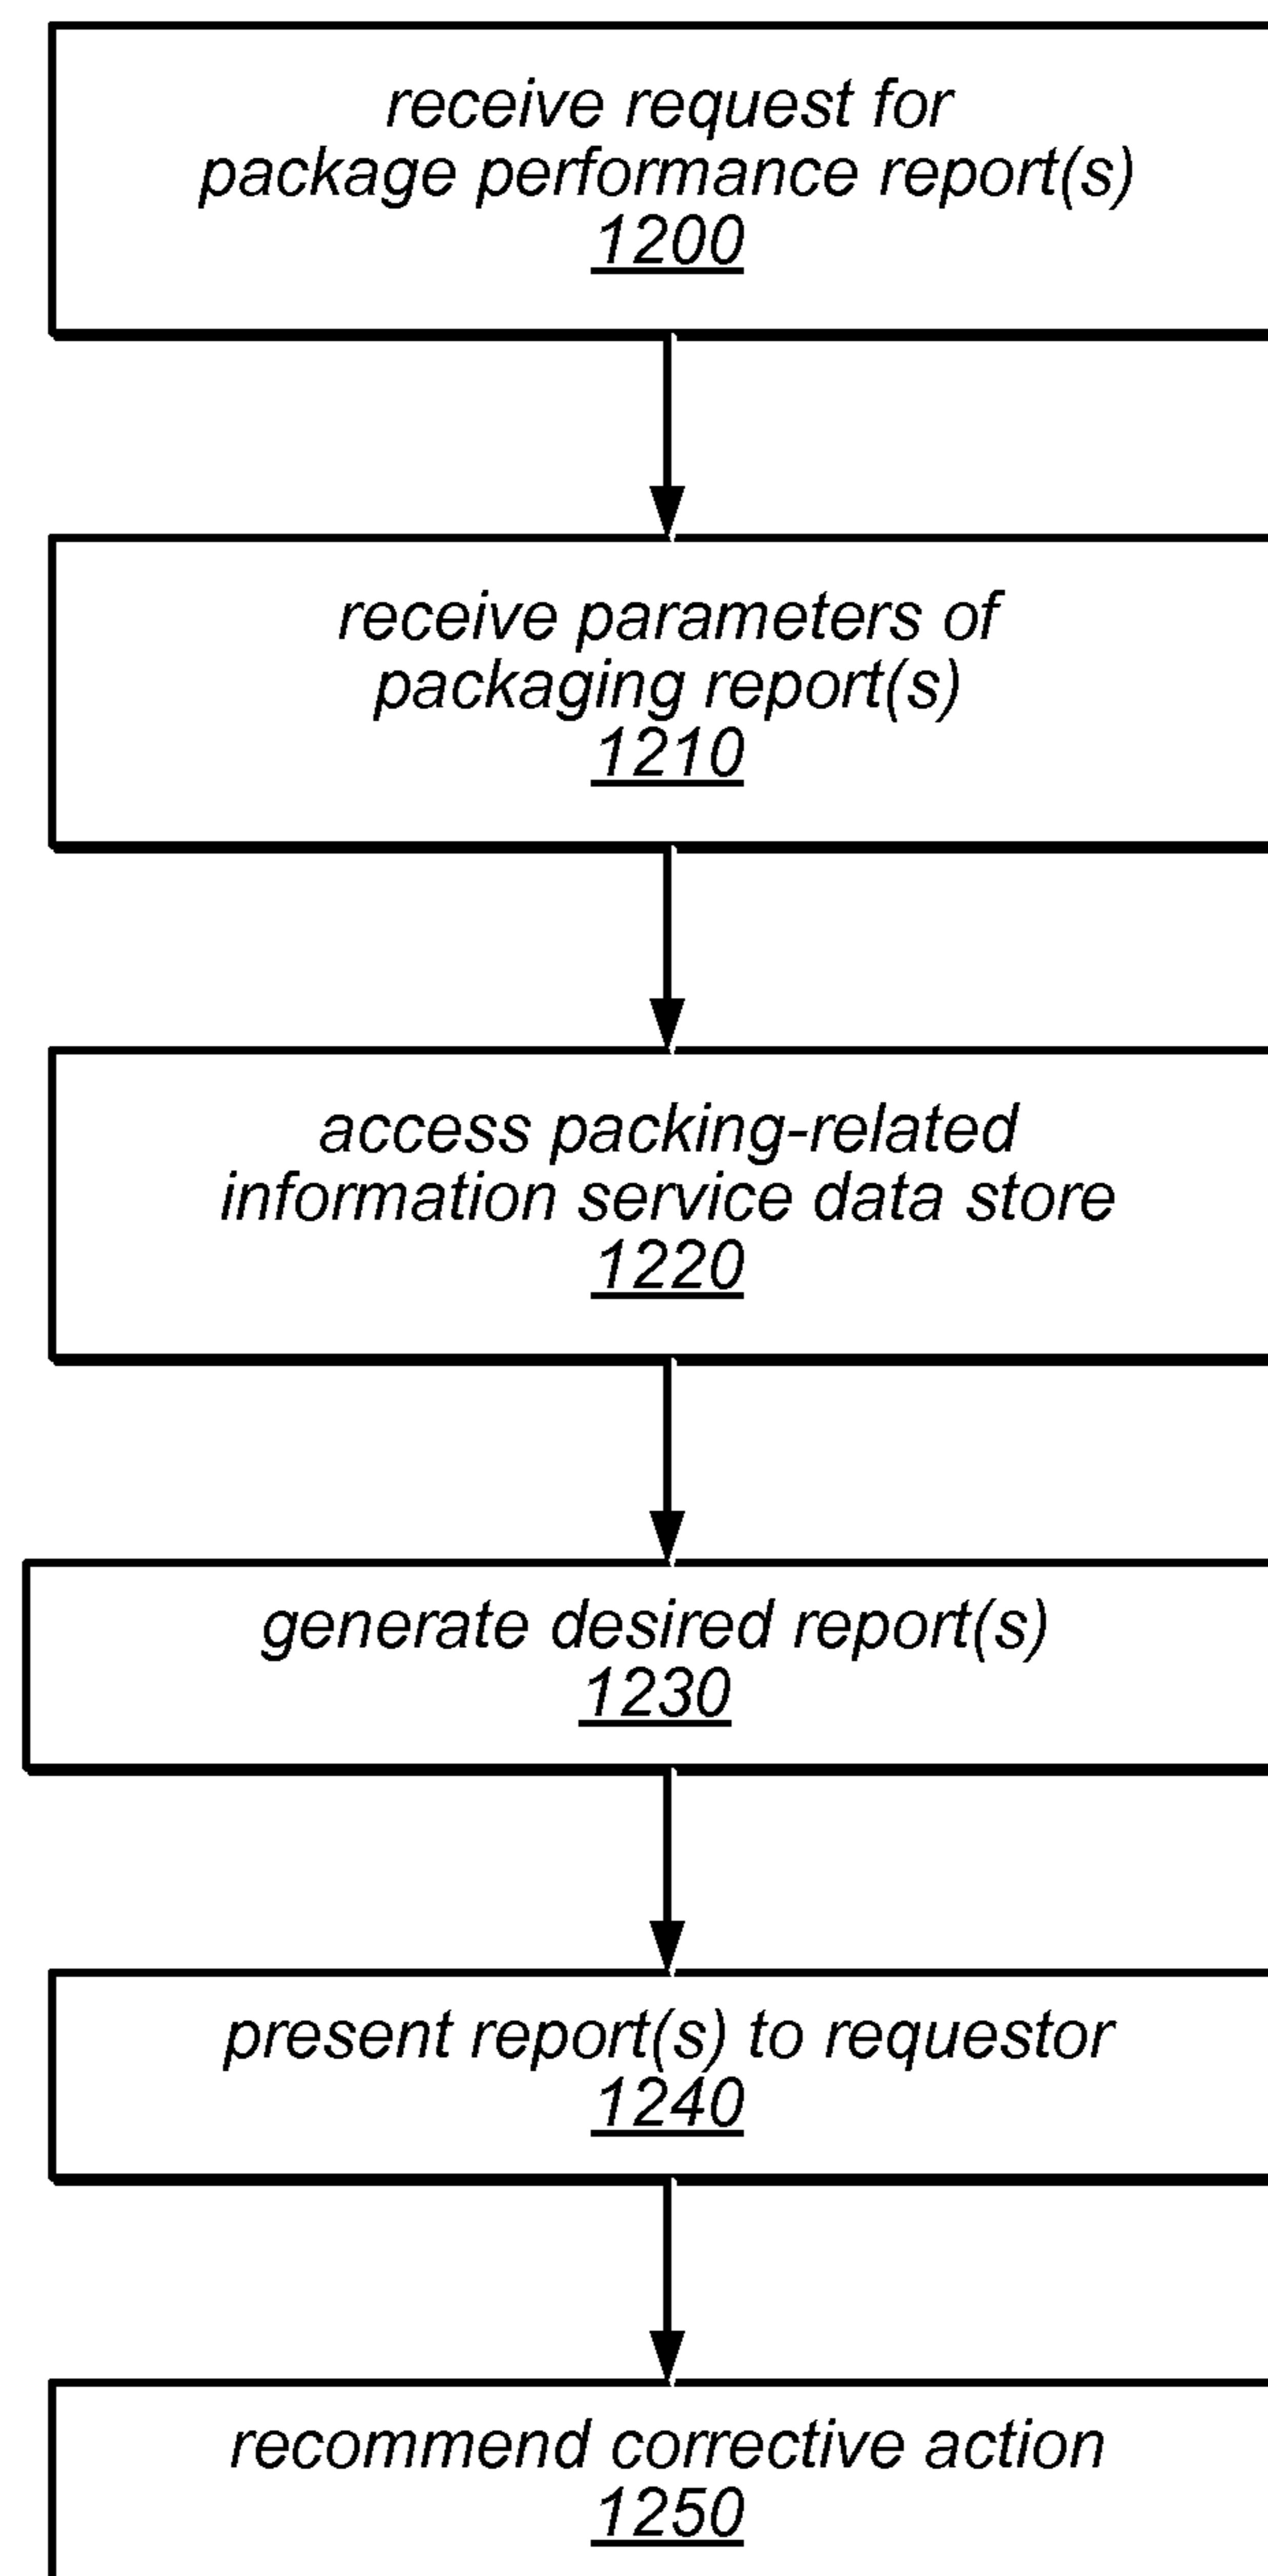 receive request for
package performance report(s)
1200
receive parameters of
packaging report(s)
1210
access packing-related
information service data store
1220
generate desired report(s)
1230
present report(s) to requestor
1240
recommend corrective action
1250